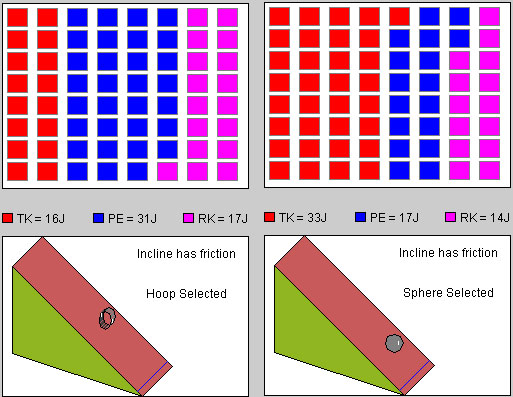 TK = 16J PE = 31J RK = 17J
TK = 33J PE = 17J RK = 14J
Incline has friction
Hoop Selected
Incline has friction
Sphere Selected